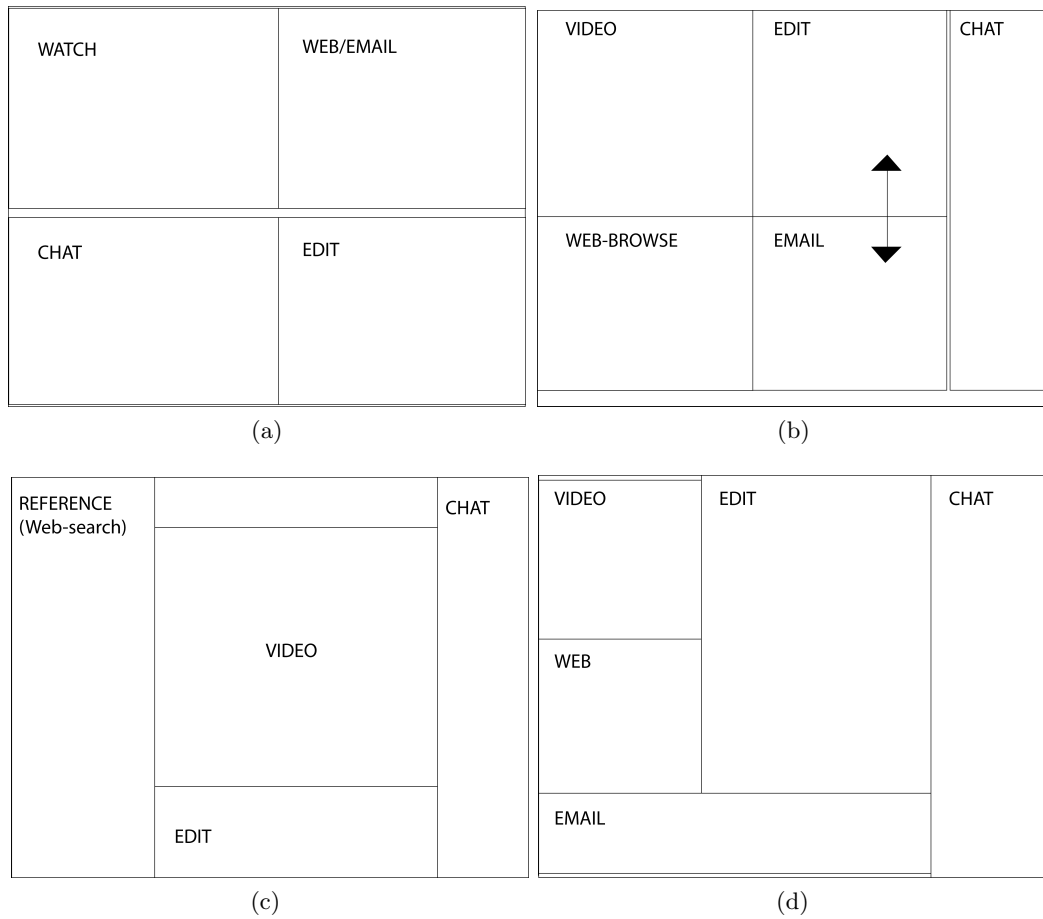 WATCH
WEB/EMAIL
CHAT
EDIT
(a)
VIDEO
EDIT
CHAT
WEB-BROWSE
EMAIL
(b)
REFERENCE
(Web-search)
CHAT
VIDEO
EDIT
(c)
VIDEO
EDIT
CHAT
WEB
EMAIL
(d)